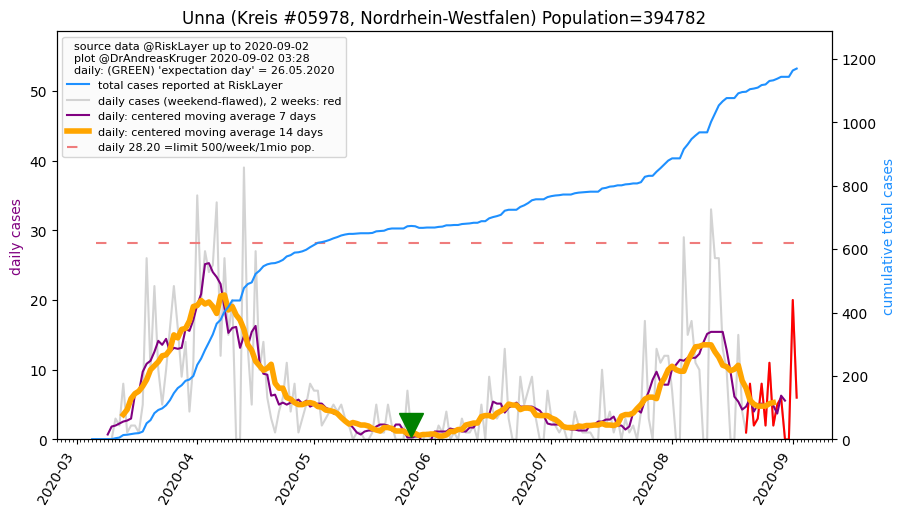 Unna (Kreis #05978, Nordrhein-Westfalen) Population=394782
source data @RiskLayer up to 2020-09-02
plot @DrAndreasKruger 2020-09-02 03:28
daily: (GREEN) 'expectation day' = 26.05.2020
total cases reported at RiskLayer
daily cases (weekend-flawed), 2 weeks: red
daily: centered moving average 7 days
daily: centered moving average 14 days
daily 28.20 =limit 500/week/1mio pop.
daily cases
50
40
30
20
10
0
cumulative total cases
1200
1000
800
600
400
200
0
2020-03
2020-04
2020-05
2020-06
2020-07
2020-08
2020-09